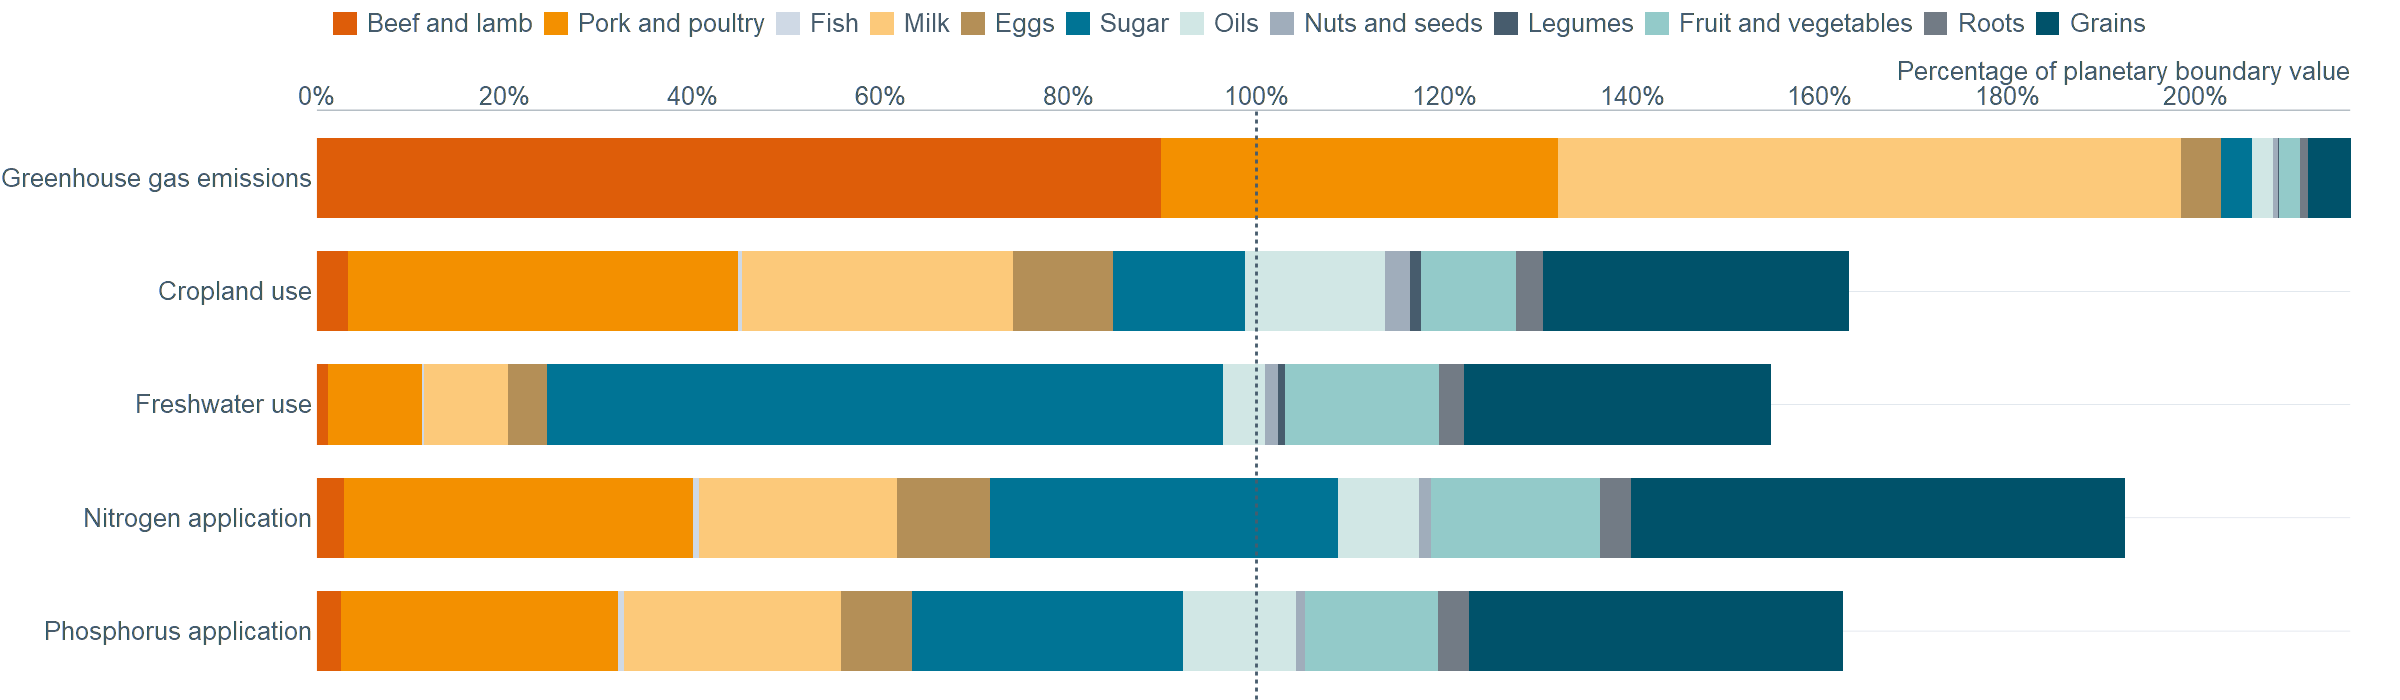 Beef and lamb Pork and poultry Fish Milk Eggs Sugar Oils Nuts and seeds Legumes Fruit and vegetables Roots Grains
Percentage of planetary boundary value
0% 20% 40% 60% 80% 100% 120% 140% 160% 180% 200%
Greenhouse gas emissions
Cropland use
Freshwater use
Nitrogen application
Phosphorus application